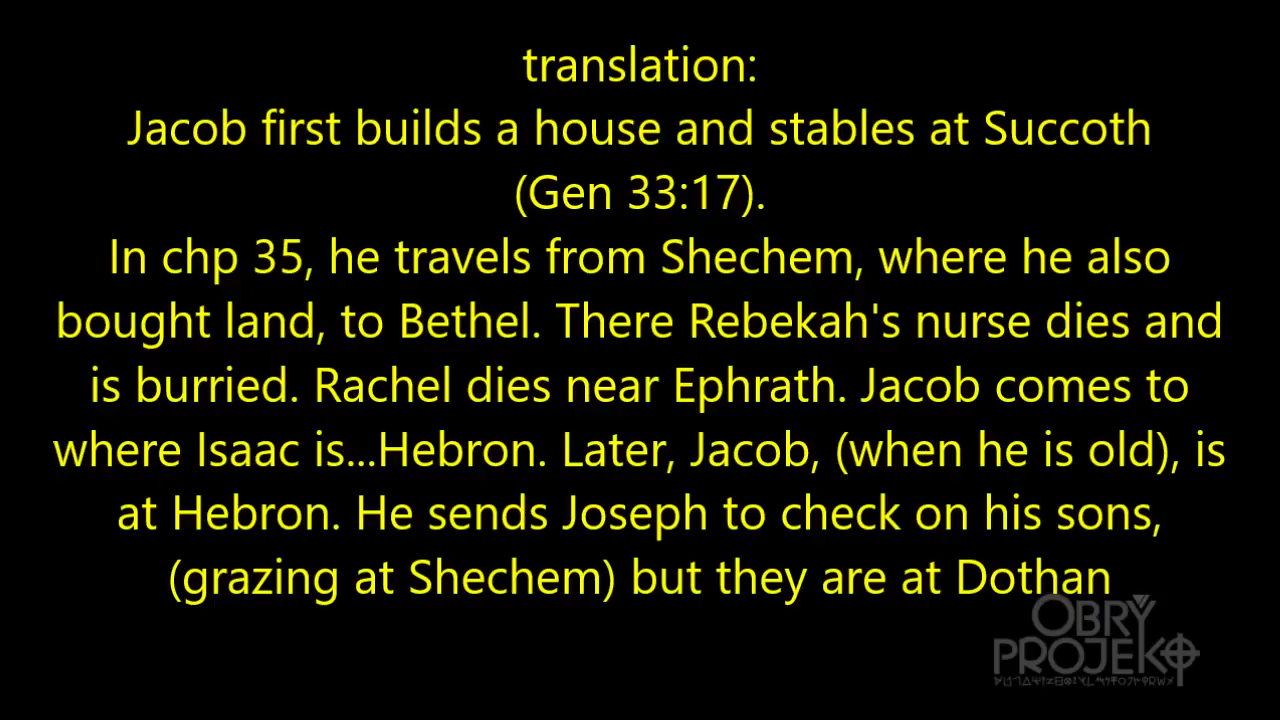 translation:
Jacob first builds a house and stables at Succoth
(Gen 33:17).
In chp 35, he travels from Shechem, where he also
bought land, to Bethel. There Rebekah's nurse dies and
is burried. Rachel dies near Ephrath. Jacob comes to
where Isaac is...Hebron. Later, Jacob, (when he is old), is
at Hebron. He sends Joseph to check on his sons,
(grazing at Shechem) but they are at Dothan
OBRY
PROJEKT